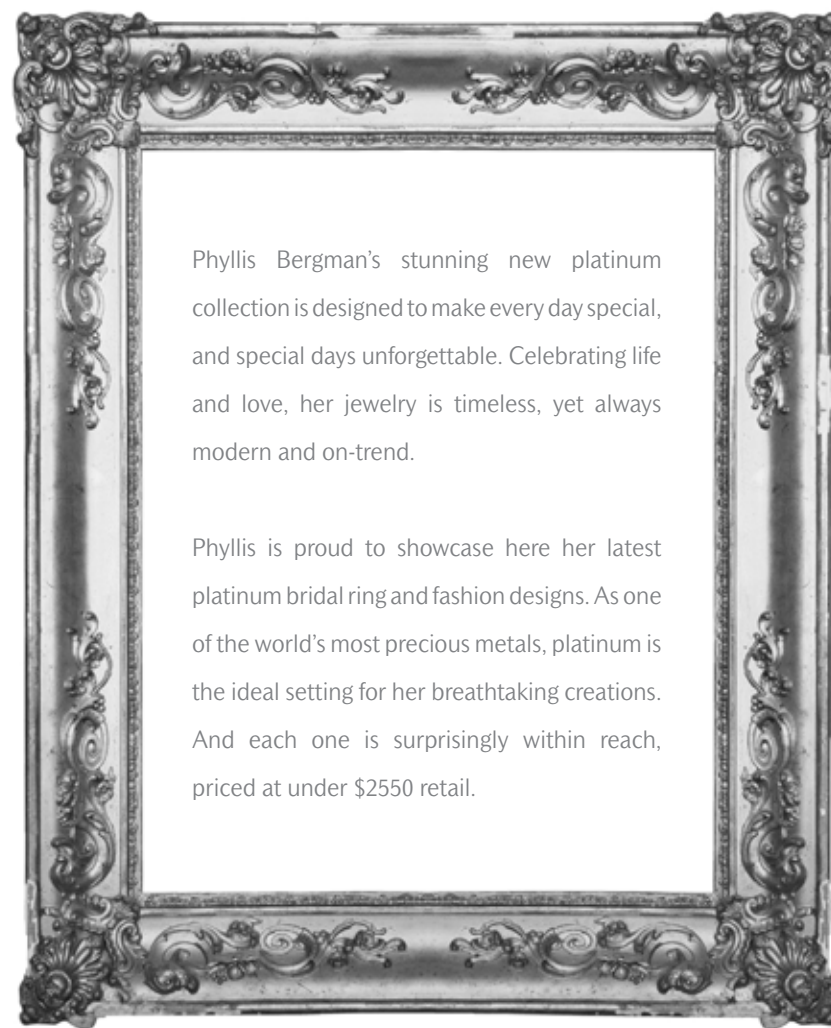 Phyllis Bergman’s stunning new platinum
collection is designed to make every day special,
and special days unforgettable. Celebrating life
and love, her jewelry is timeless, yet always
modern and on-trend.
Phyllis is proud to showcase here her latest
platinum bridal ring and fashion designs. As one
of the world’s most precious metals, platinum is
the ideal setting for her breathtaking creations.
And each one is surprisingly within reach,
priced at under $2550 retail.